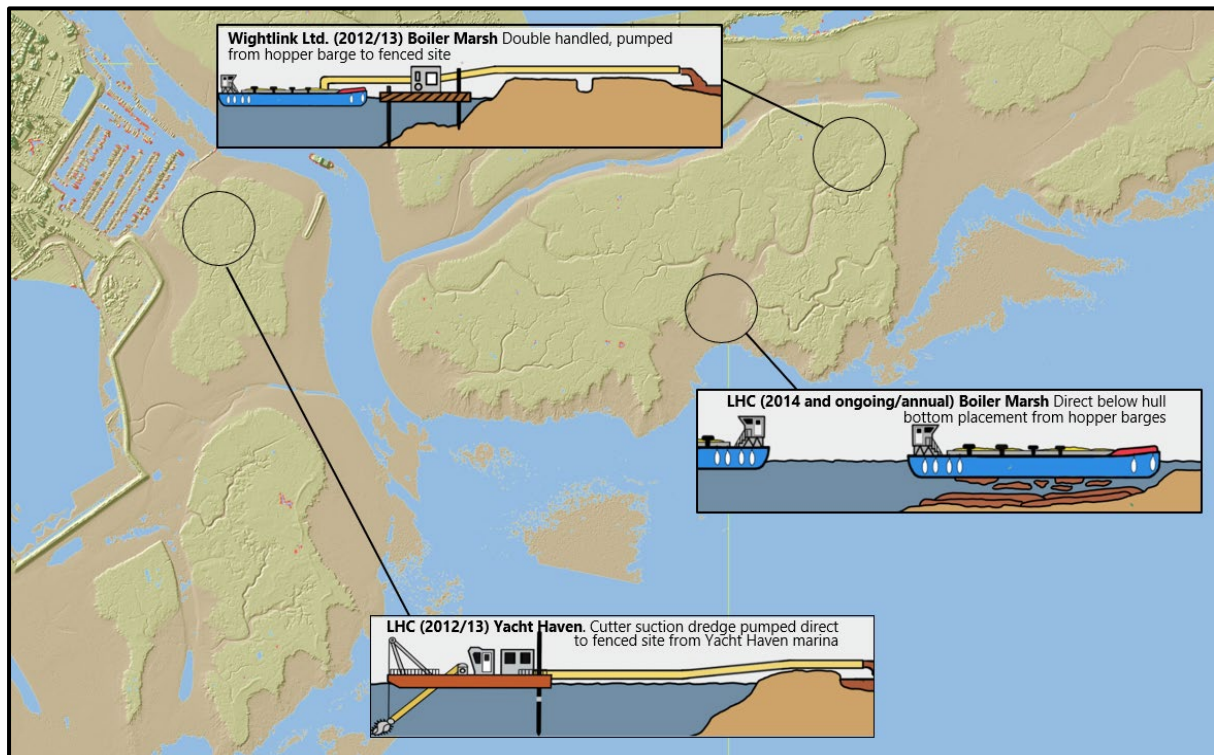 Wightlink Ltd. (2012/13) Boiler Marsh Double handled, pumped
from hopper barge to fenced site
LHC (2014 and ongoing/annual) Boiler Marsh Direct below hull
bottom placement from hopper barges
LHC (2012/13) Yacht Haven. Cutter suction dredge pumped direct
to fenced site from Yacht Haven marina